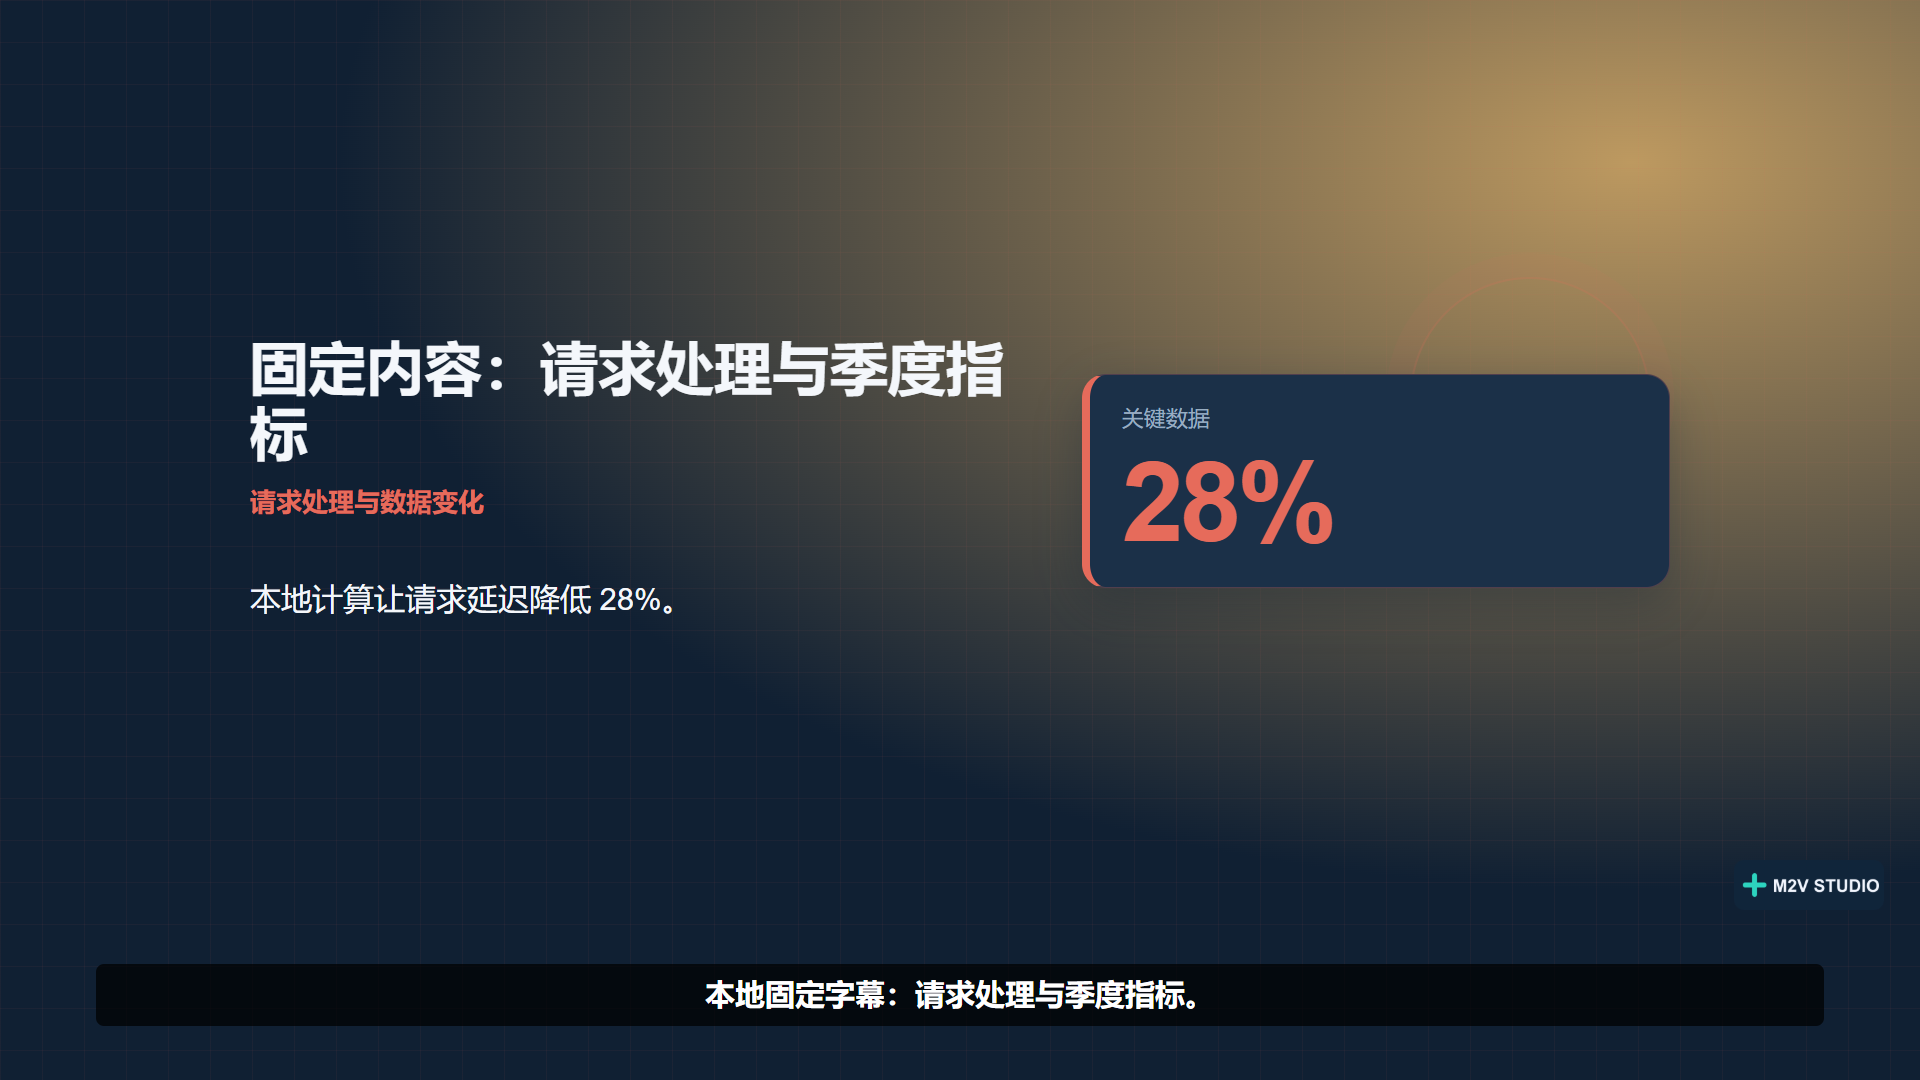 固定内容：请求处理与季度指
标
请求处理与数据变化
本地计算让请求延迟降低 28%。
关键数据
28%
M2V STUDIO
本地固定字幕：请求处理与季度指标。